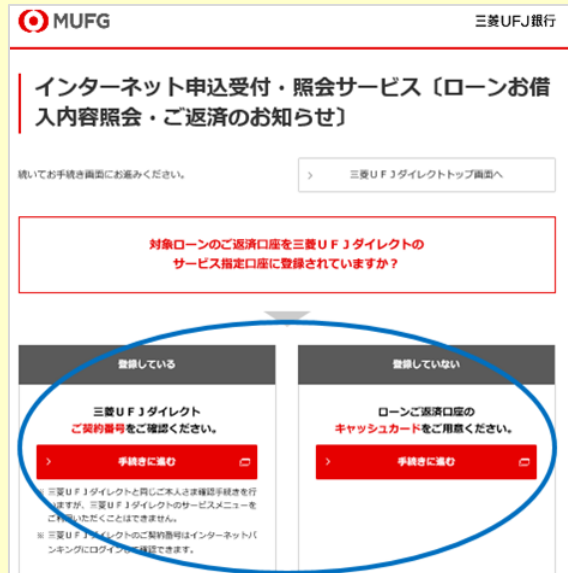 MUFG
三菱UFJ銀行
インターネット申込受付・照会サービス〔ローンお借
入内容照会・ご返済のお知らせ〕
続いてお手続き画面にお進みください。
三菱ＵＦＪダイレクトトップ画面へ
対象ローンのご返済口座を三菱ＵＦＪダイレクトの
サービス指定口座に登録されていますか？
登録している
登録していない
三菱ＵＦＪダイレクト
ご契約番号をご確認ください。
手続きに進む
ローンご返済口座の
キャッシュカードをご用意ください。
手続きに進む
※ 三菱ＵＦＪダイレクトと同じご本人さま確認手続きを行
いますが、三菱ＵＦＪダイレクトのサービスメニューを
ご利用いただくことはできません。
※ 三菱ＵＦＪダイレクトのご契約番号はインターネットバ
ンキングにログインして確認できます。